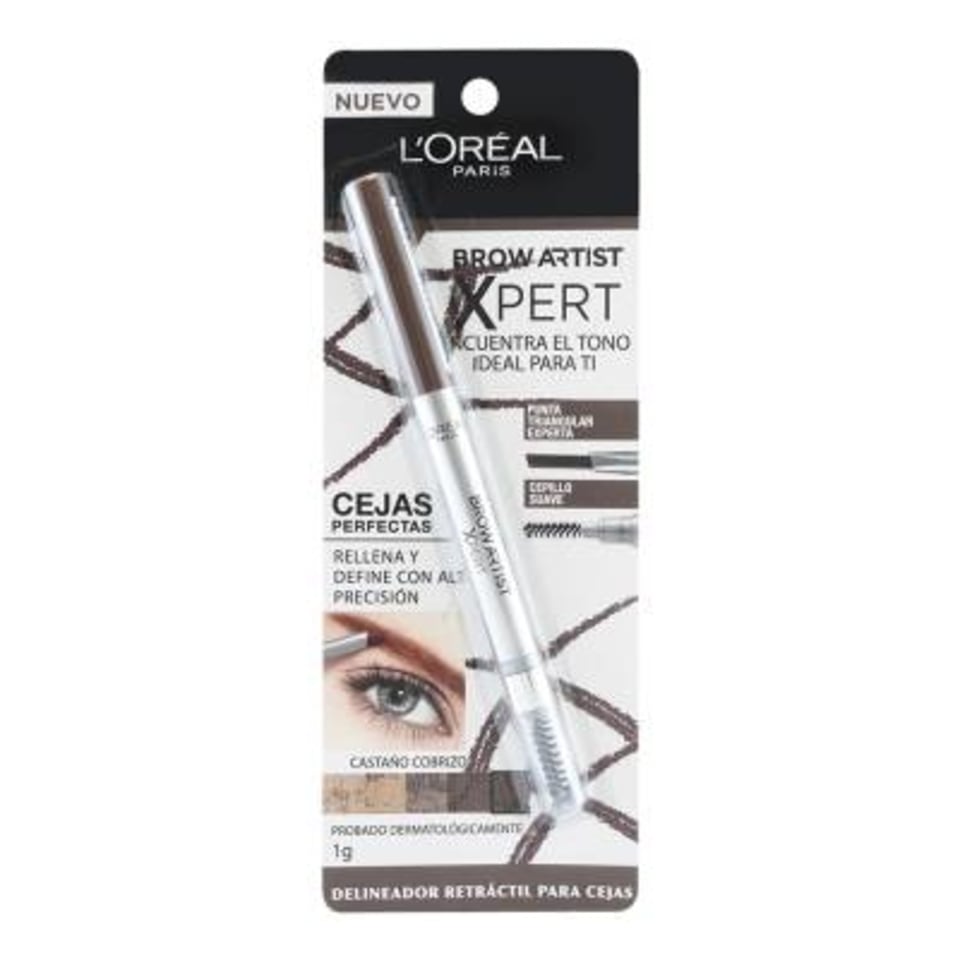 NUEVO
L'ORÉAL
PARIS
BROW ARTIST
XPERT
NCUENTRA EL TONO
IDEAL PARA TI
PUNTA
TRIANGULAR
EXPERTA
CEPILLO
SUAVE
CEJAS
PERFECTAS
RELLENA Y
DEFINE CON ALT
PRECISIÓN
BROW ARTIST
CASTAÑO COBRIZO
PROBADO DERMATOLÓGICAMENTE
1g
DELINEADOR RETRÁCTIL PARA CEJAS